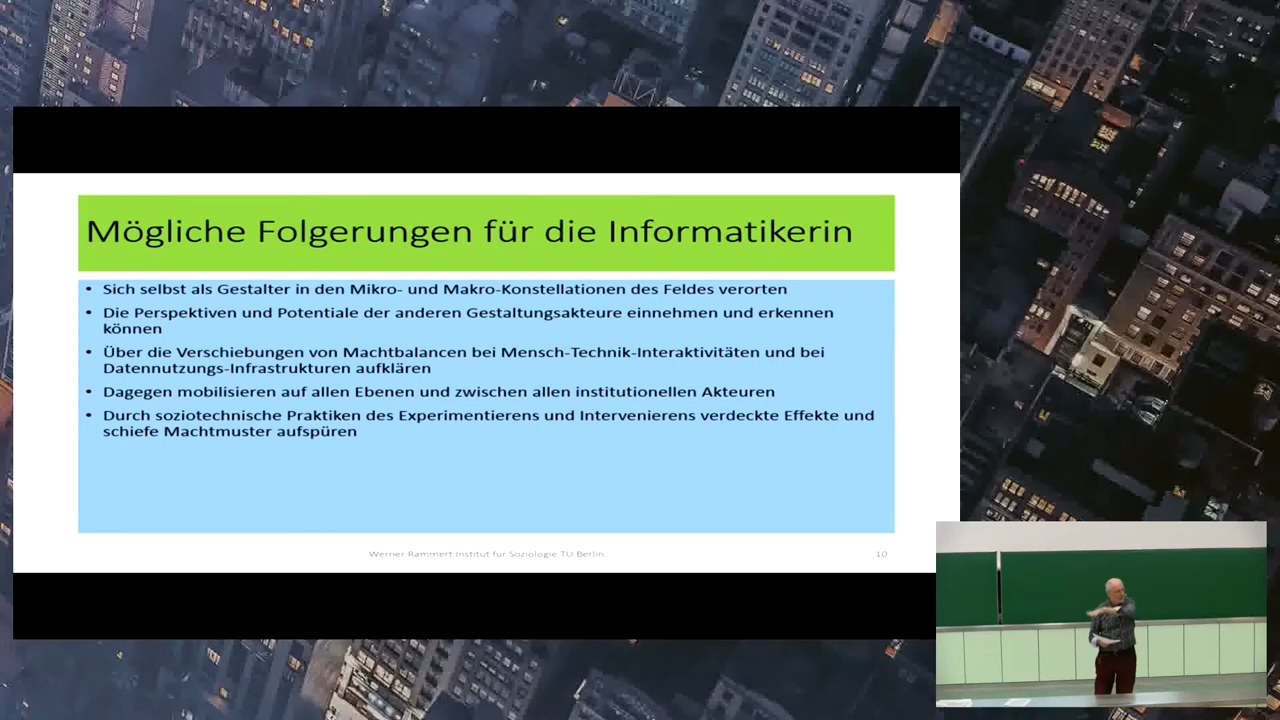 Mögliche Folgerungen für die Informatikerin
• Sich selbst als Gestalter in den Mikro- und Makro-Konstellationen des Feldes verorten
• Die Perspektiven und Potentiale der anderen Gestaltungsakteure einnehmen und erkennen
können
• Über die Verschiebungen von Machtbalancen bei Mensch-Technik-Interaktivitäten und bei
Datennutzungs-Infrastrukturen aufklären
• Dagegen mobilisieren auf allen Ebenen und zwischen allen institutionellen Akteuren
• Durch soziotechnische Praktiken des Experimentierens und Intervenierens verdeckte Effekte und
schiefe Machtmuster aufspüren
Werner Rammert Institut für Soziologie TU Berlin
10